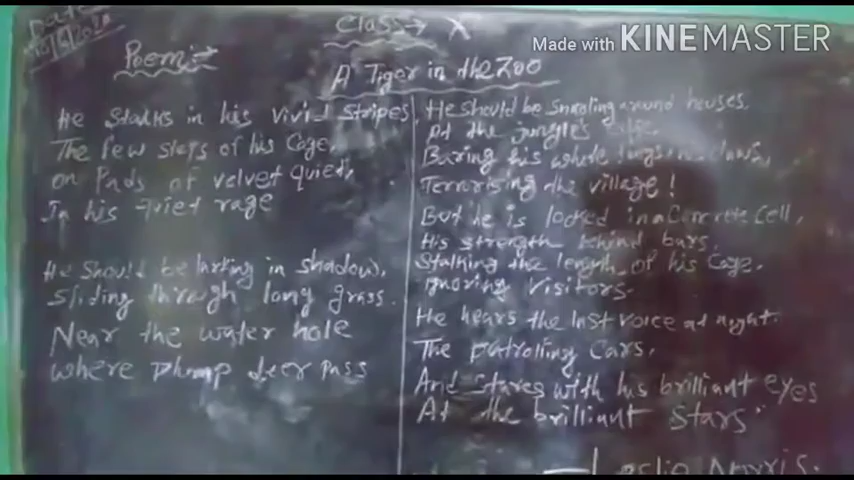 Date
Class → X
Made with KINEMASTER
Poem:→
A Tiger in the Zoo
He Stalks in his vivid stripes,
The few steps of his Cage,
on Pads of velvet quiet,
In his quiet rage
He should be lurking in shadow,
sliding through long grass.
Near the water hole
where plump deer pass
He should be snarling around houses.
At the jungle's edge.
Baring his white claws,
Terrorising the village!
But he is locked in a Concrete Cell,
His strength behind bars,
Stalking the length of his Cage.
ignoring visitors.
He hears the last voice at night.
The patrolling Cars,
And Stares with his brilliant eyes
At the brilliant Stars.
— Leslie Norris.